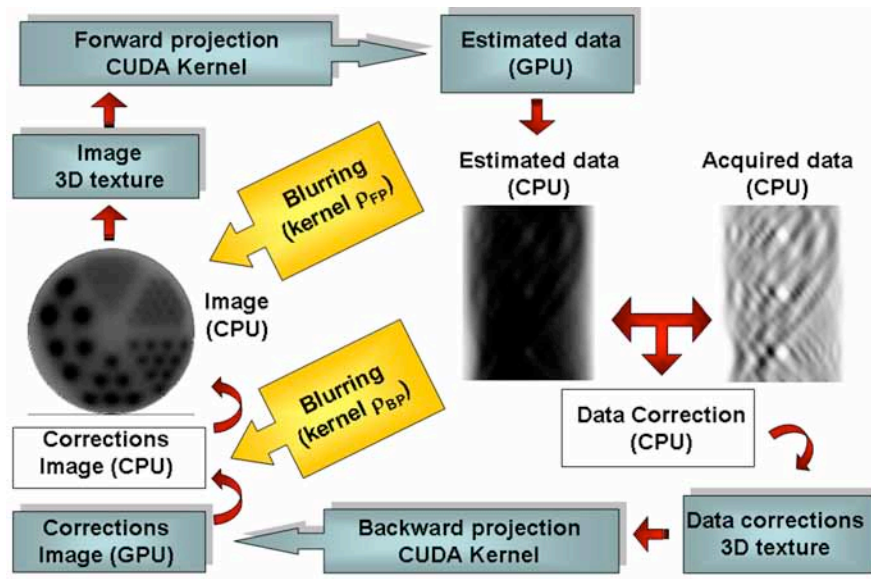 Forward projection
CUDA Kernel
Estimated data
(GPU)
Image
3D texture
Blurring
(kernel ρFP)
Estimated data
(CPU)
Acquired data
(CPU)
Image
(CPU)
Blurring
(kernel ρBP)
Data Correction
(CPU)
Corrections
Image (CPU)
Corrections
Image (GPU)
Backward projection
CUDA Kernel
Data corrections
3D texture